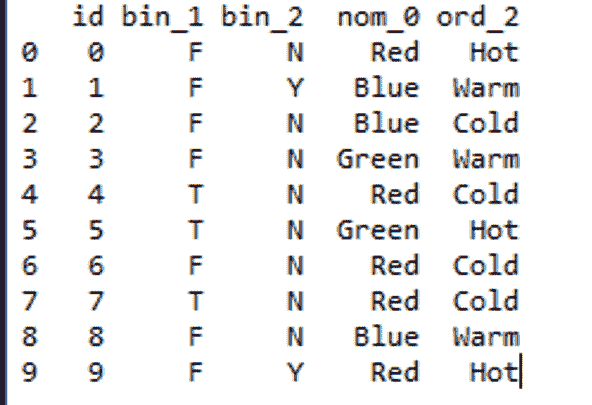 id bin_1 bin_2 nom_0 ord_2
0 0 F N Red Hot
1 1 F Y Blue Warm
2 2 F N Blue Cold
3 3 F N Green Warm
4 4 T N Red Cold
5 5 T N Green Hot
6 6 F N Red Cold
7 7 T N Red Cold
8 8 F N Blue Warm
9 9 F Y Red Hot